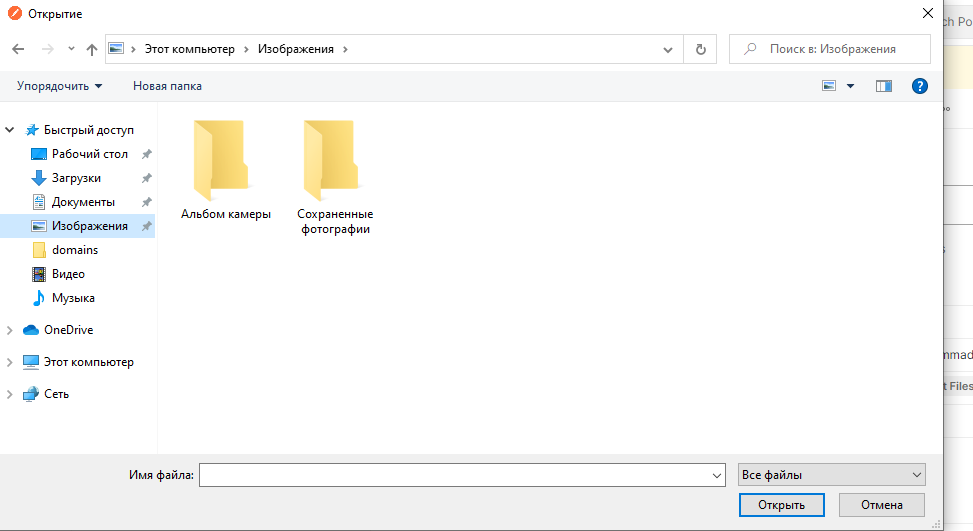 Открытие
ch Po
Этот компьютер
Изображения
Поиск в: Изображения
Упорядочить
Новая папка
?
Быстрый доступ
Рабочий стол
Загрузки
Документы
Изображения
domains
Видео
Музыка
OneDrive
Этот компьютер
Сеть
Альбом камеры
Сохраненные
фотографии
mmad
t Files
Имя файла:
Все файлы
Открыть
Отмена